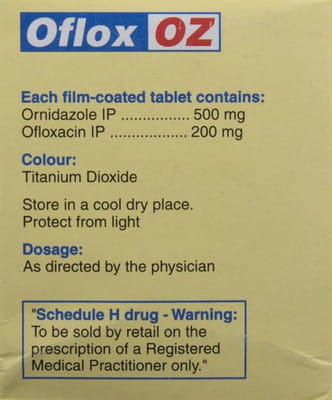 Oflox OZ
Each film-coated tablet contains:
Ornidazole IP ................ 500 mg
Ofloxacin IP .................. 200 mg
Colour:
Titanium Dioxide
Store in a cool dry place.
Protect from light
Dosage:
As directed by the physician
"Schedule H drug - Warning:
To be sold by retail on the
prescription of a Registered
Medical Practitioner only."